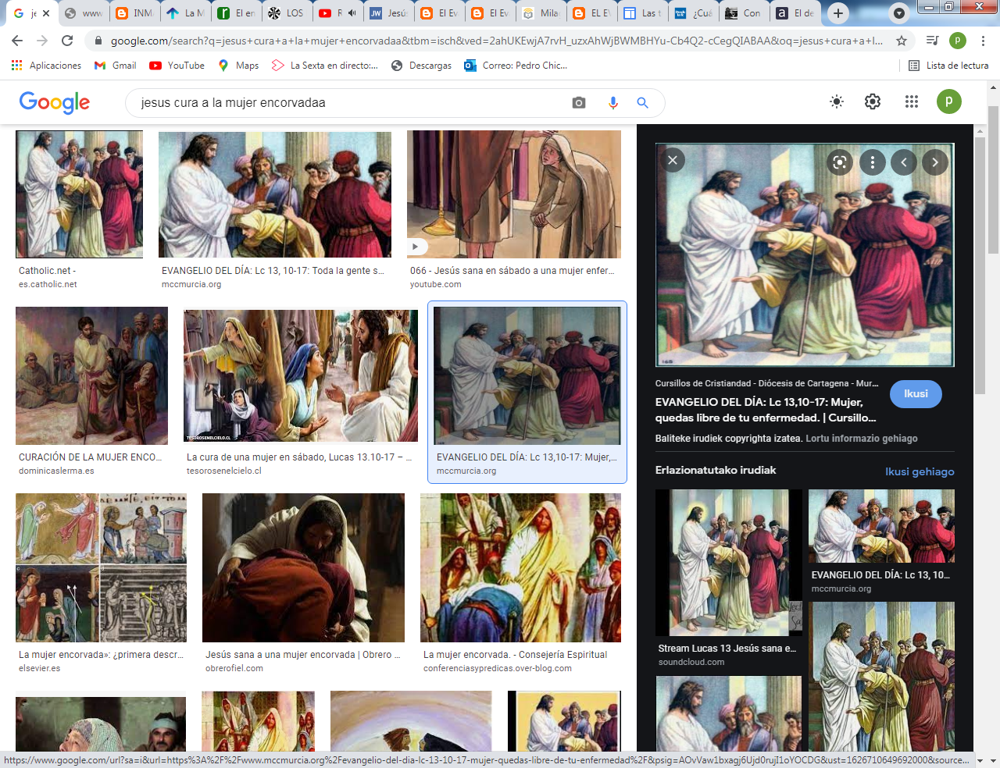 je
www
INM
La M
El en
LOS
R
Jesú
El Ev
El Ev
Mila
EL EV
Las t
¿Cuá
Con
El de
google.com/search?q=jesus+cura+a+la+mujer+encorvadaa&tbm=isch&ved=2ahUKEwjA7rvH_uzxAhWjBWMBHYu-Cb4Q2-cCegQIABAA&oq=jesus+cura+a+l...
Aplicaciones
Gmail
YouTube
Maps
La Sexta en directo:...
Descargas
Correo: Pedro Chic...
Lista de lectura
Google
jesus cura a la mujer encorvadaa
p
Catholic.net -
es.catholic.net
EVANGELIO DEL DÍA: Lc 13, 10-17: Toda la gente s...
mccmurcia.org
066 - Jesús sana en sábado a una mujer enfer...
youtube.com
CURACIÓN DE LA MUJER ENCO...
dominicaslerma.es
TESOROSENELCIELO.CL
La cura de una mujer en sábado, Lucas 13.10-17 – ...
tesorosenelcielo.cl
EVANGELIO DEL DÍA: Lc 13,10-17: Mujer,...
mccmurcia.org
La mujer encorvada»: ¿primera descr...
elsevier.es
Jesús sana a una mujer encorvada | Obrero ...
obrerofiel.com
La mujer encorvada. - Consejería Espiritual
conferenciasypredicas.over-blog.com
Cursillos de Cristiandad - Diócesis de Cartagena - Mur...
Ikusi
EVANGELIO DEL DÍA: Lc 13,10-17: Mujer,
quedas libre de tu enfermedad. | Cursillo...
Baliteke irudiek copyrighta izatea. Lortu informazio gehiago
Erlazionatutako irudiak
Ikusi gehiago
Stream Lucas 13 Jesús sana e...
soundcloud.com
EVANGELIO DEL DÍA: Lc 13, 10...
mccmurcia.org
https://www.google.com/url?sa=i&url=https%3A%2F%2Fwww.mccmurcia.org%2Fevangelio-del-dia-lc-13-10-17-mujer-quedas-libre-de-tu-enfermedad%2F&psig=AOvVaw1bxagj6Ujd0rujI1oYOCDG&ust=1626710649692000&source...